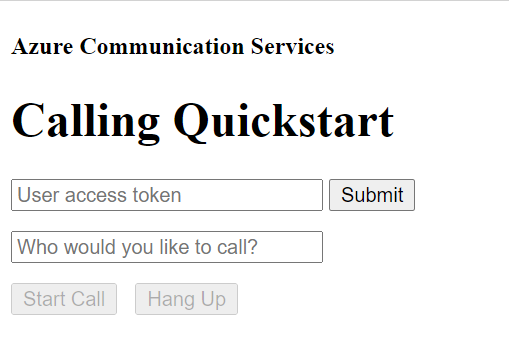 Azure Communication Services
Calling Quickstart
User access token Submit
Who would you like to call?
Start Call Hang Up